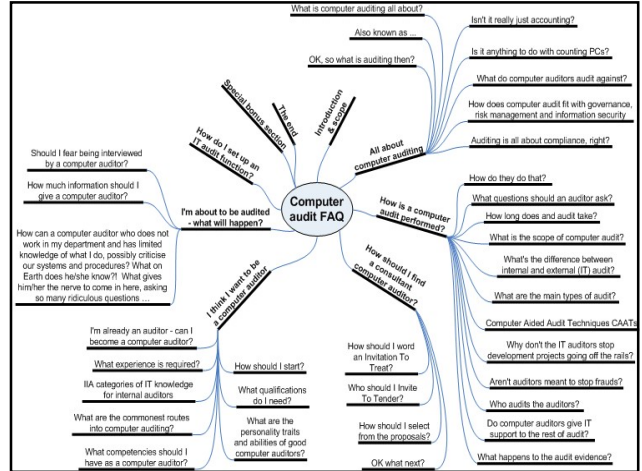 What is computer auditing all about?
Also known as ...
OK, so what is auditing then?
Isn't it really just accounting?
Is it anything to do with counting PCs?
What do computer auditors audit against?
How does computer audit fit with governance,
risk management and information security
Auditing is all about compliance, right?
All about
computer auditing
Introduction
& scope
The end
Special bonus section
How do I set up an
IT audit function?
Computer
audit FAQ
Should I fear being interviewed
by a computer auditor?
How much information should I
give a computer auditor?
How can a computer auditor who does not
work in my department and has limited
knowledge of what I do, possibly criticise
our systems and procedures? What on
Earth does he/she know?! What gives
him/her the nerve to come in here, asking
so many ridiculous questions ...
I'm about to be audited
- what will happen?
How is a computer
audit performed?
How do they do that?
What questions should an auditor ask?
How long does and audit take?
What is the scope of computer audit?
What's the difference between
internal and external (IT) audit?
What are the main types of audit?
Computer Aided Audit Techniques CAATs
Why don't the IT auditors stop
development projects going off the rails?
Aren't auditors meant to stop frauds?
Who audits the auditors?
Do computer auditors give IT
support to the rest of audit?
What happens to the audit evidence?
How should I find
a consultant
computer auditor?
How should I word
an Invitation To
Treat?
Who should I Invite
To Tender?
How should I select
from the proposals?
OK what next?
I think I want to be
a computer auditor
I'm already an auditor - can I
become a computer auditor?
What experience is required?
IIA categories of IT knowledge
for internal auditors
What are the commonest routes
into computer auditing?
What competencies should I
have as a computer auditor?
How should I start?
What qualifications
do I need?
What are the
personality traits
and abilities of good
computer auditors?